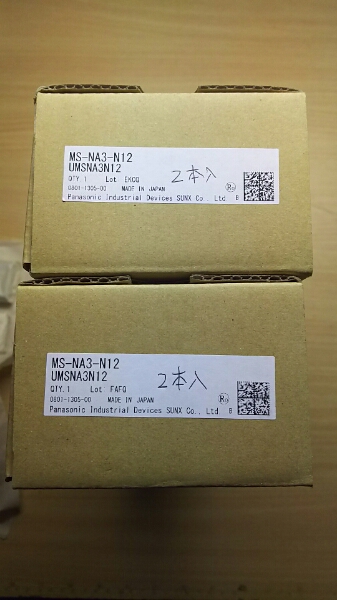 MS-NA3-N12
UMSNA3N12
2本入
QTY.1 Lot EKCG
0801-1305-00 MADE IN JAPAN
Panasonic Industrial Devices SUNX Co., Ltd B
MS-NA3-N12
UMSNA3N12
2本入
QTY.1 Lot FAFG
0801-1305-00 MADE IN JAPAN
Panasonic Industrial Devices SUNX Co., Ltd B